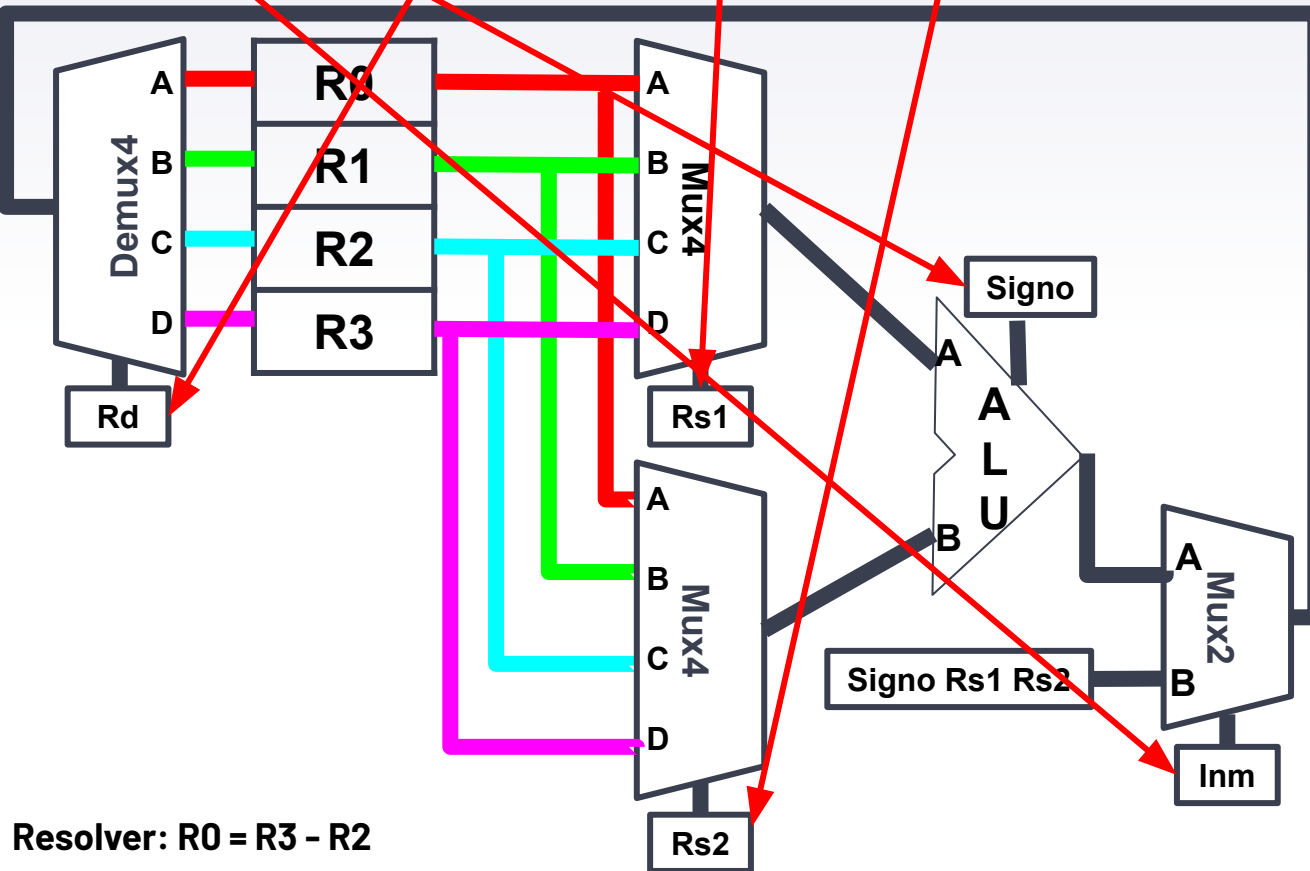 Demux4
A
B
C
D
Rd
R0
R1
R2
R3
Mux4
A
B
C
D
Rs1
Mux4
A
B
C
D
Rs2
Signo
A
B
ALU
Signo Rs1 Rs2
Mux2
A
B
Inm
Resolver: R0 = R3 - R2